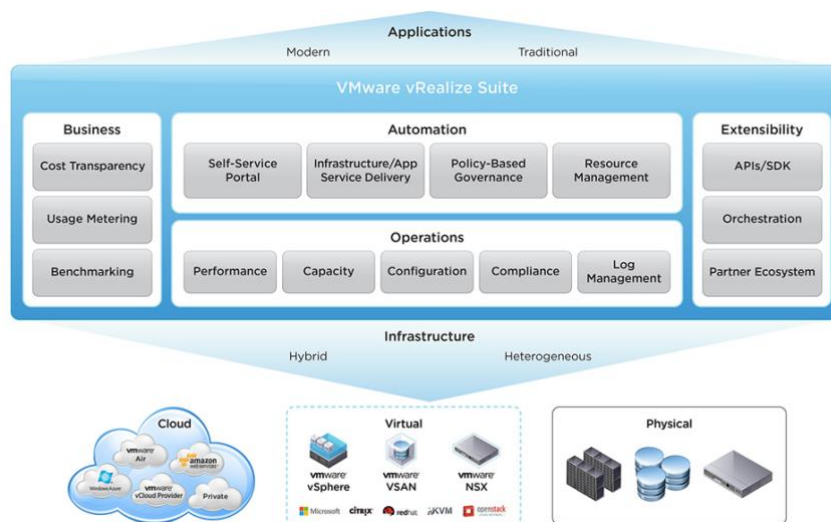 Applications
Modern Traditional
VMware vRealize Suite
Business
Cost Transparency
Usage Metering
Benchmarking
Automation
Self-Service
Portal
Infrastructure/App
Service Delivery
Policy-Based
Governance
Resource
Management
Operations
Performance
Capacity
Configuration
Compliance
Log
Management
Extensibility
APIs/SDK
Orchestration
Partner Ecosystem
Infrastructure
Hybrid Heterogeneous
Cloud
vmware
Air
amazon
web services
Windows Azure
vmware
vCloud Provider
Private
Virtual
vmware
vSphere
vmware
VSAN
vmware
NSX
Microsoft
citrix
redhat
KVM
openstack
Physical